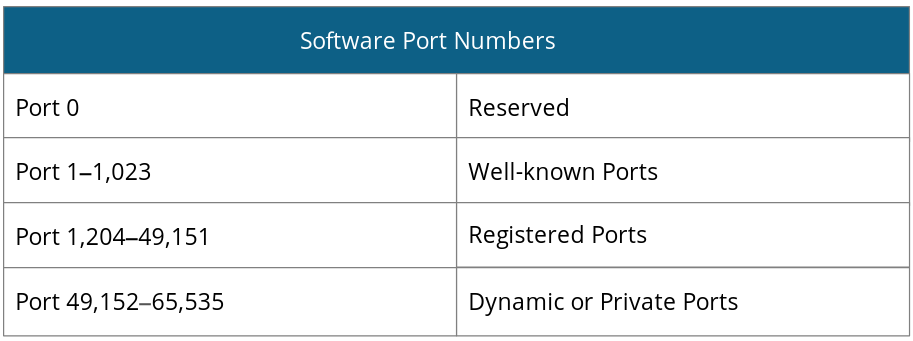 Software Port Numbers
Port 0 Reserved
Port 1–1,023 Well-known Ports
Port 1,204–49,151 Registered Ports
Port 49,152–65,535 Dynamic or Private Ports